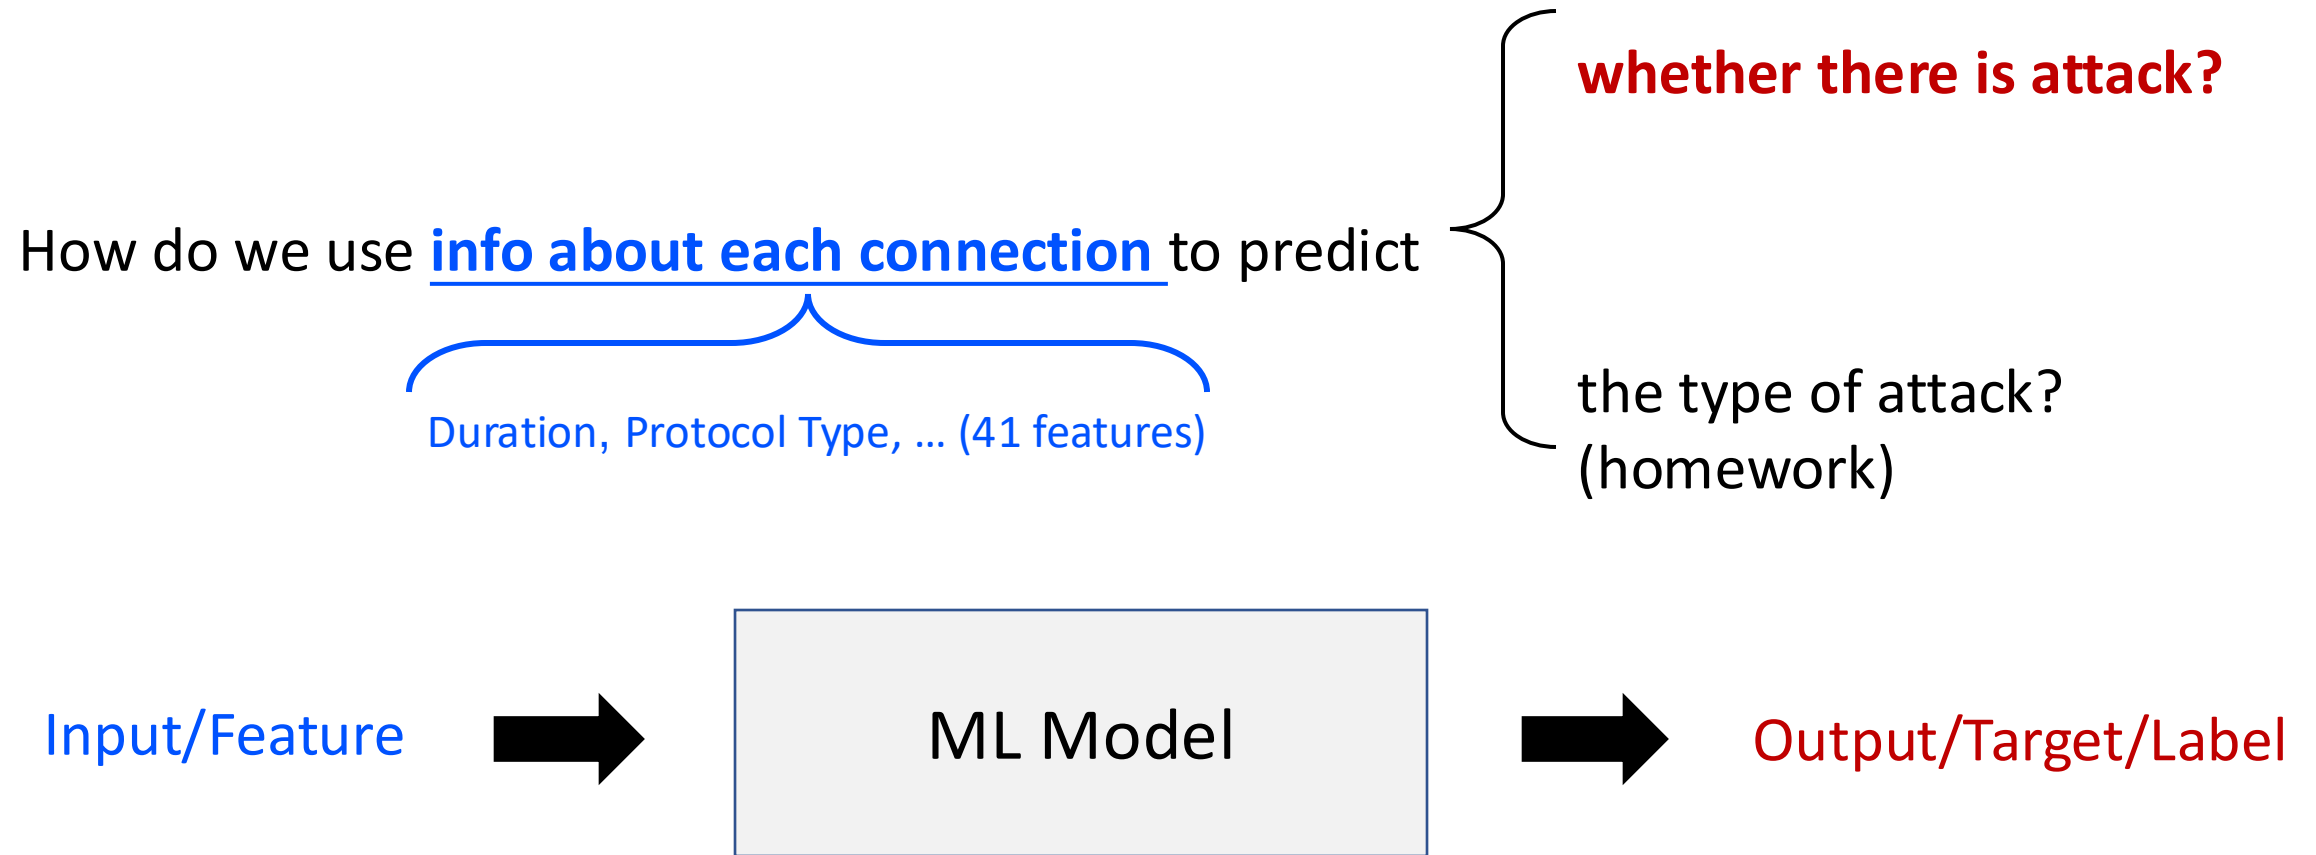 whether there is attack?
How do we use info about each connection to predict
Duration, Protocol Type, ... (41 features)
the type of attack?
(homework)
Input/Feature
ML Model
Output/Target/Label